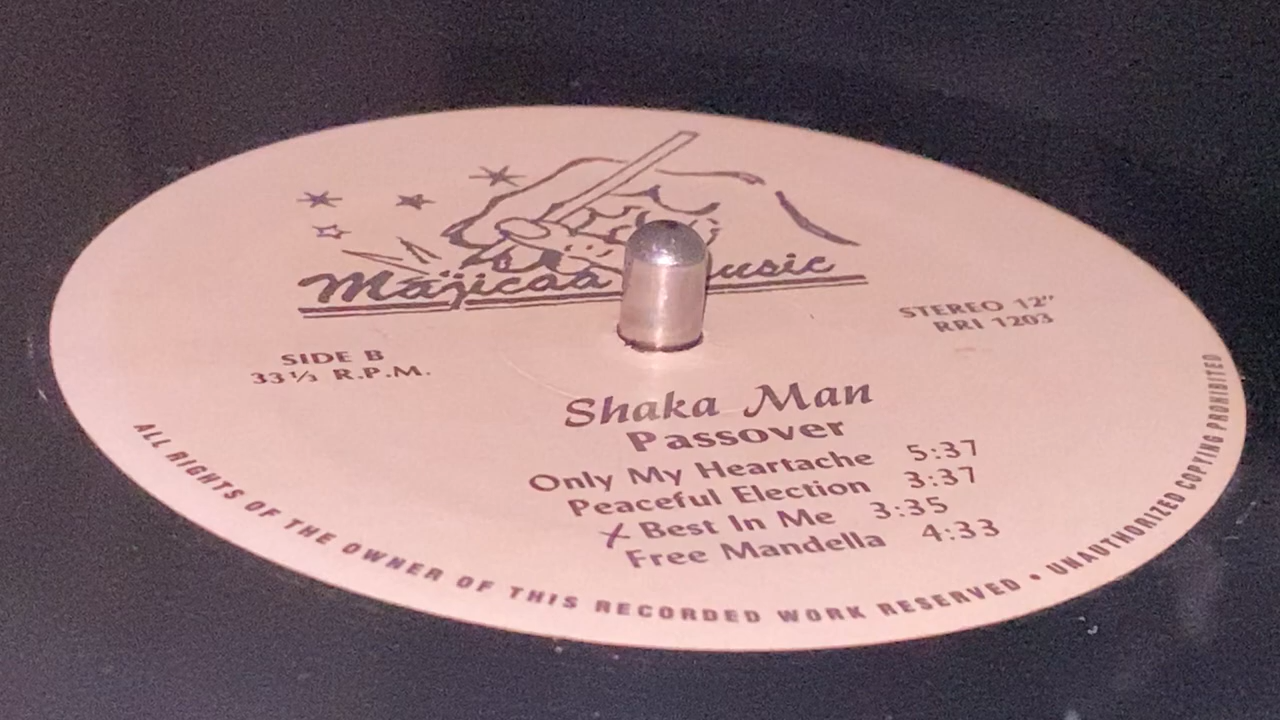 Majicaa usic
STEREO 12"
RRI 1203
SIDE B
33⅓ R.P.M.
Shaka Man
Passover
Only My Heartache 5:37
Peaceful Election 3:37
x Best In Me 3:35
Free Mandella 4:33
ALL RIGHTS OF THE OWNER OF THIS RECORDED WORK RESERVED • UNAUTHORIZED COPYING PROHIBITED